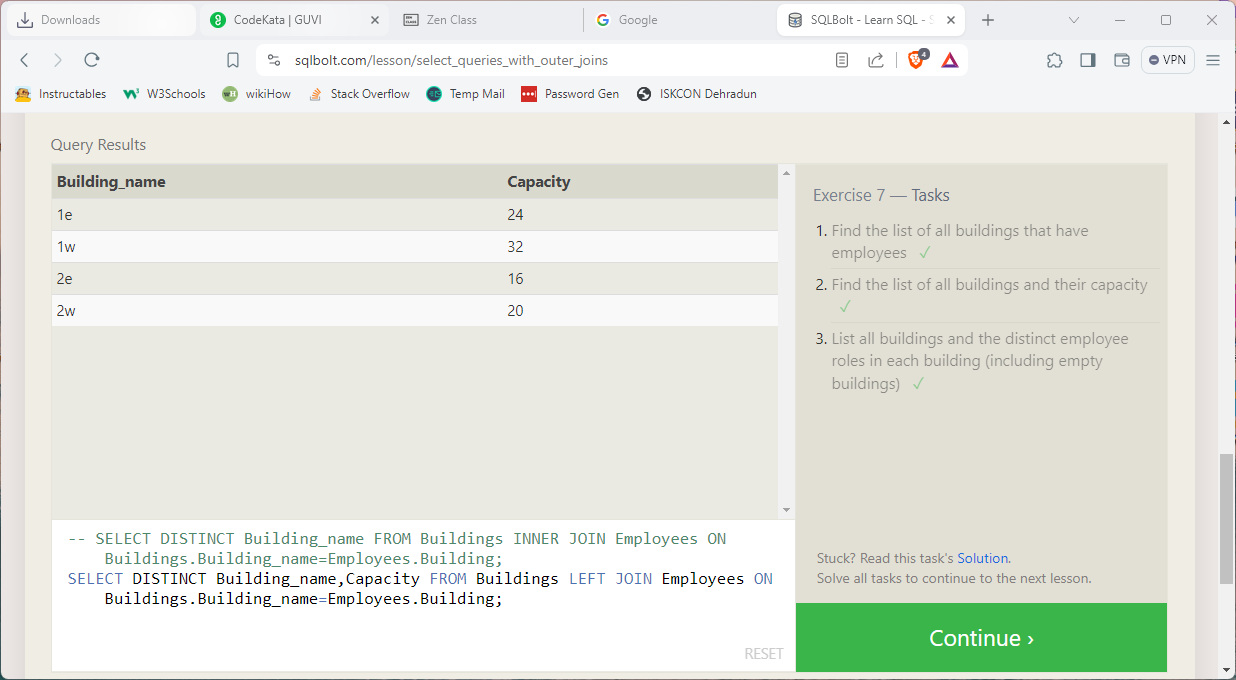 Downloads
CodeKata | GUVI
Zen Class
Google
SQLBolt - Learn SQL - S
sqlbolt.com/lesson/select_queries_with_outer_joins
4
VPN
Instructables
W3Schools
wikiHow
Stack Overflow
Temp Mail
Password Gen
ISKCON Dehradun
Query Results
Building_name Capacity
1e 24
1w 32
2e 16
2w 20
-- SELECT DISTINCT Building_name FROM Buildings INNER JOIN Employees ON
Buildings.Building_name=Employees.Building;
SELECT DISTINCT Building_name,Capacity FROM Buildings LEFT JOIN Employees ON
Buildings.Building_name=Employees.Building;
RESET
Exercise 7 — Tasks
1. Find the list of all buildings that have
employees ✓
2. Find the list of all buildings and their capacity
✓
3. List all buildings and the distinct employee
roles in each building (including empty
buildings) ✓
Stuck? Read this task's Solution.
Solve all tasks to continue to the next lesson.
Continue ›